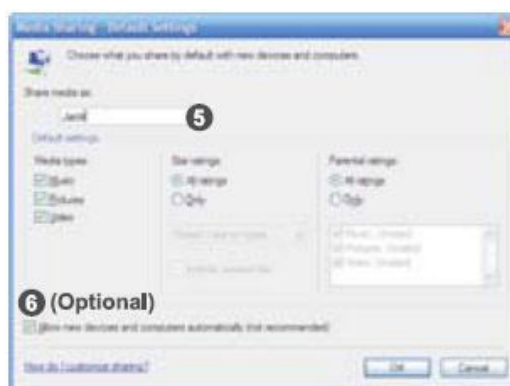 Media Sharing - Default Settings
Choose what you share by default with new devices and computers.
Share media as:
5
Default settings
Media types:
Star ratings:
Parental ratings:
Music
All ratings
All ratings
Pictures
Only
Only
Video
6 (Optional)
Allow new devices and computers automatically (not recommended)
How do I customize sharing?
OK
Cancel